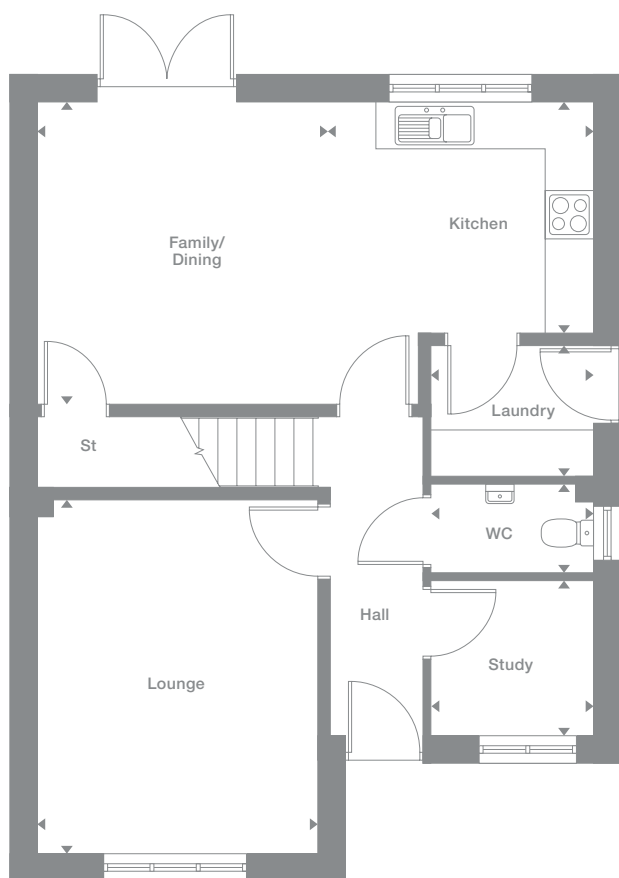 Kitchen
Family/
Dining
Laundry
St
WC
Hall
Study
Lounge